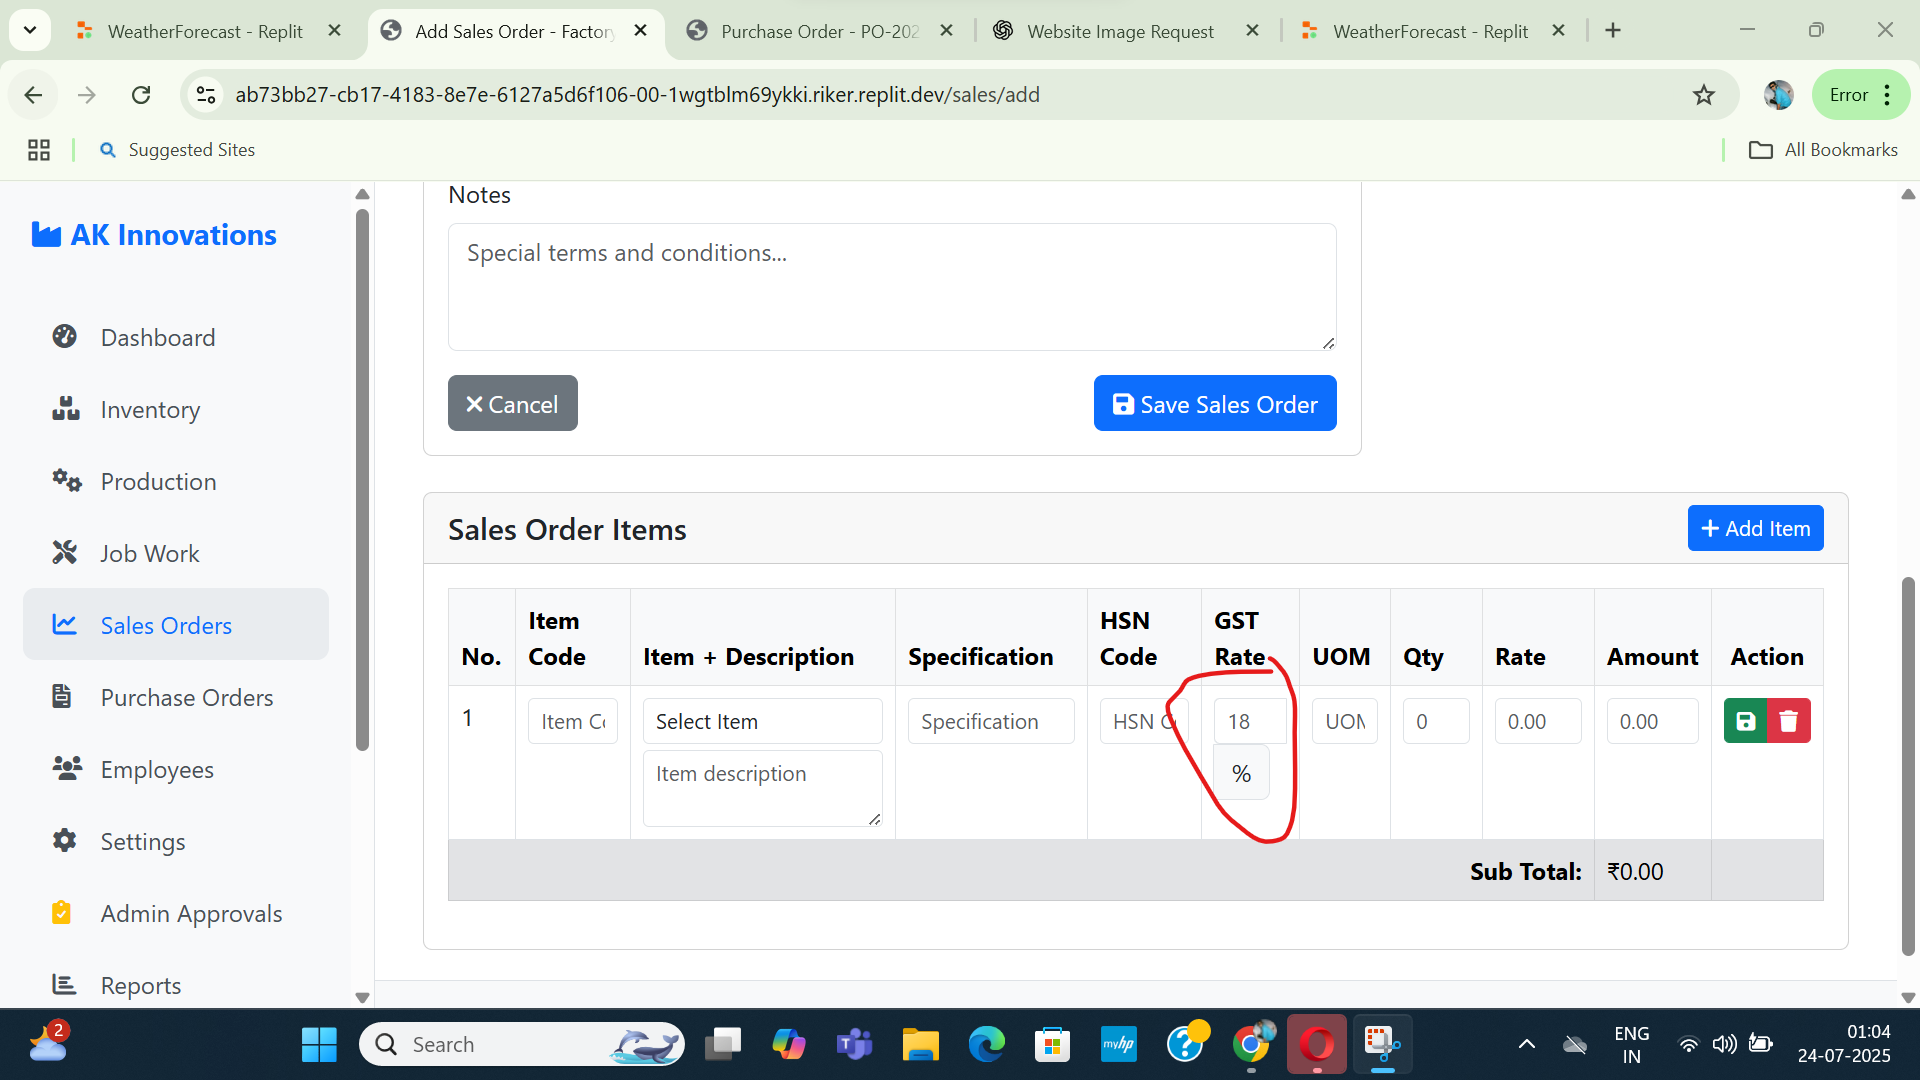 WeatherForecast - Replit
Add Sales Order - Factory
Purchase Order - PO-202
Website Image Request
WeatherForecast - Replit
ab73bb27-cb17-4183-8e7e-6127a5d6f106-00-1wgtblm69ykki.riker.replit.dev/sales/add
Error
Suggested Sites
All Bookmarks
AK Innovations
Dashboard
Inventory
Production
Job Work
Sales Orders
Purchase Orders
Employees
Settings
Admin Approvals
Reports
Notes
Special terms and conditions...
Cancel
Save Sales Order
Sales Order Items
Add Item
No. Item Code Item + Description Specification HSN Code GST Rate UOM Qty Rate Amount Action
1 Item Co Select Item Specification HSN C 18 UOM 0 0.00 0.00
Item description %
Sub Total: ₹0.00
2
Search
myhp
ENG
IN
01:04
24-07-2025